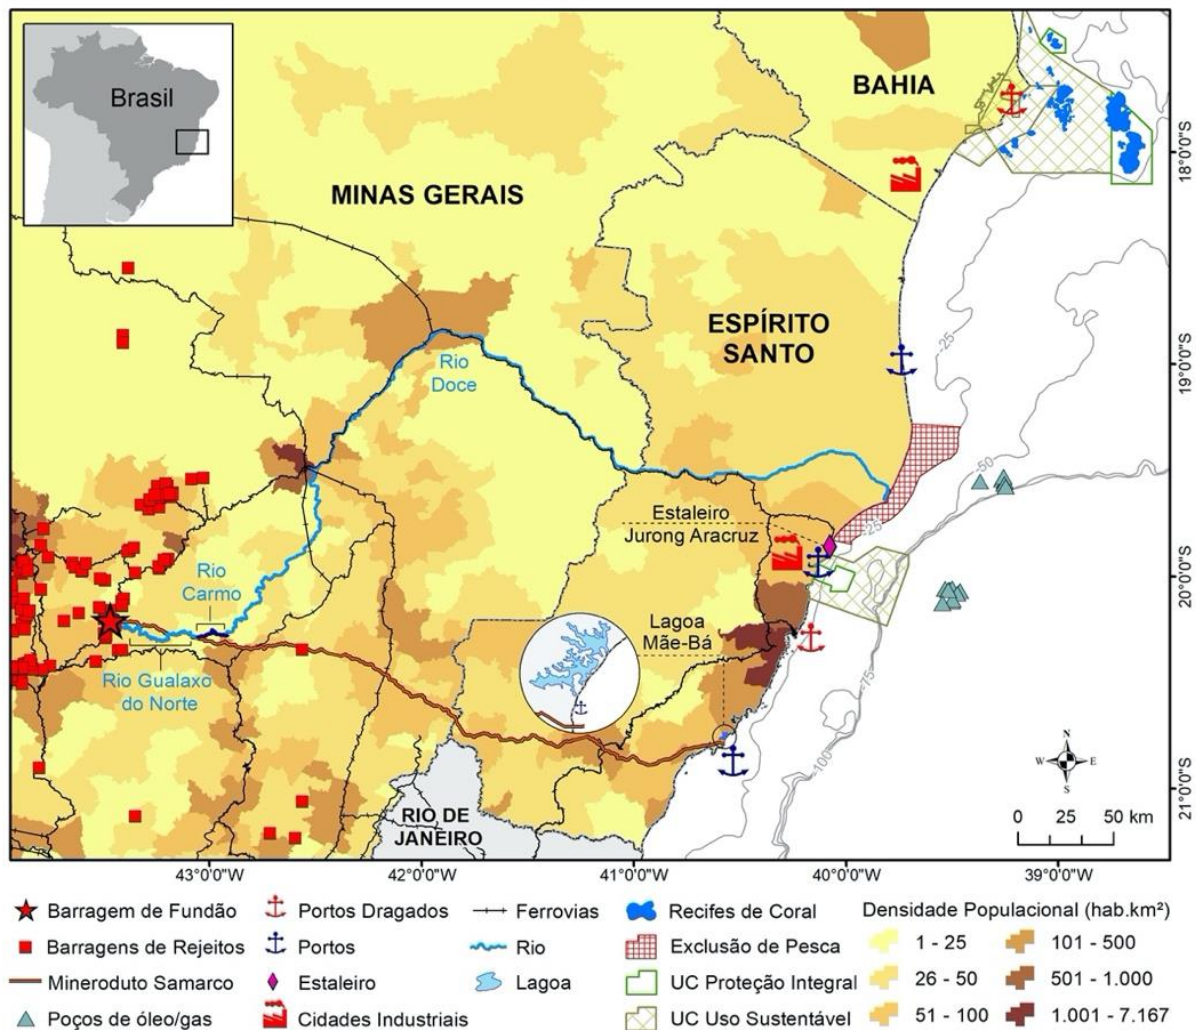 Brasil
BAHIA
MINAS GERAIS
18°0'0"S
ESPÍRITO
SANTO
-25
19°0'0"S
Rio
Doce
-50
Estaleiro
Jurong Aracruz
-25
Rio
Carmo
20°0'0"S
Lagoa
Mãe-Bá
Rio Gualaxo
do Norte
-75
-100
N
W E
S
RIO DE
JANEIRO
0 25 50 km
21°0'0"S
43°0'0"W 42°0'0"W 41°0'0"W 40°0'0"W 39°0'0"W
Barragem de Fundão
Barragens de Rejeitos
Mineroduto Samarco
Poços de óleo/gas
Portos Dragados
Portos
Estaleiro
Cidades Industriais
Ferrovias
Rio
Lagoa
Recifes de Coral
Exclusão de Pesca
UC Proteção Integral
UC Uso Sustentável
Densidade Populacional (hab.km²)
1 - 25
26 - 50
51 - 100
101 - 500
501 - 1.000
1.001 - 7.167